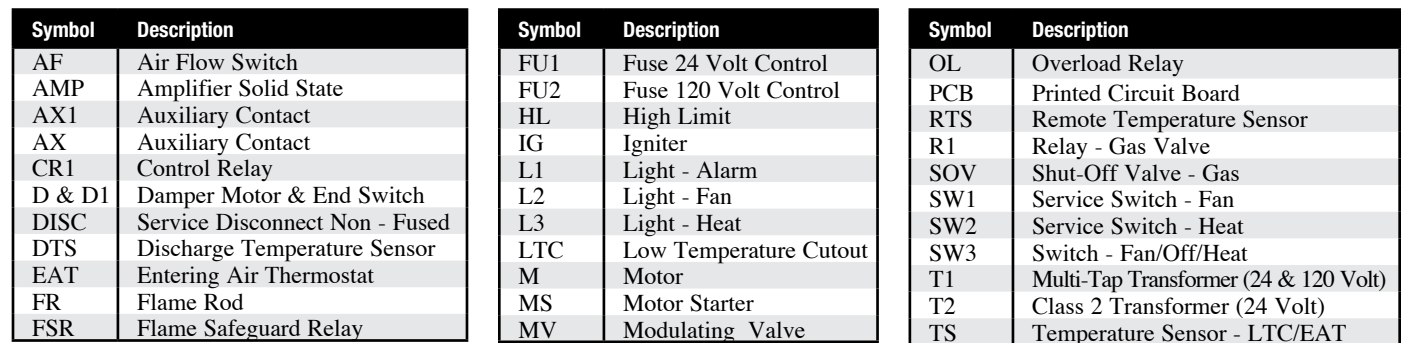 Symbol Description
AF Air Flow Switch
AMP Amplifier Solid State
AX1 Auxiliary Contact
AX Auxiliary Contact
CR1 Control Relay
D & D1 Damper Motor & End Switch
DISC Service Disconnect Non - Fused
DTS Discharge Temperature Sensor
EAT Entering Air Thermostat
FR Flame Rod
FSR Flame Safeguard Relay
Symbol Description
FU1 Fuse 24 Volt Control
FU2 Fuse 120 Volt Control
HL High Limit
IG Igniter
L1 Light - Alarm
L2 Light - Fan
L3 Light - Heat
LTC Low Temperature Cutout
M Motor
MS Motor Starter
MV Modulating Valve
Symbol Description
OL Overload Relay
PCB Printed Circuit Board
RTS Remote Temperature Sensor
R1 Relay - Gas Valve
SOV Shut-Off Valve - Gas
SW1 Service Switch - Fan
SW2 Service Switch - Heat
SW3 Switch - Fan/Off/Heat
T1 Multi-Tap Transformer (24 & 120 Volt)
T2 Class 2 Transformer (24 Volt)
TS Temperature Sensor - LTC/EAT